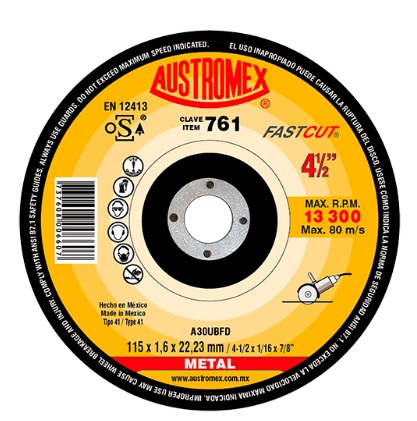 ALWAYS USE GUARDS. DO NOT EXCEED MAXIMUM SPEED INDICATED.
EL USO INAPROPIADO PUEDE CAUSAR LA RUPTURA DEL DISCO. USESE COMO INDICA LA NORMA DE SEGURIDAD ANSI B7.1. NO EXCEDA LA VELOCIDAD MÁXIMA INDICADA.
AUSTROMEX®
EN 12413
CLAVE
ITEM 761
FASTCUT®
4½"
MAX. R.P.M.
13 300
Max. 80 m/s
Hecho en México
Made in Mexico
Tipo 41 / Type 41
A30UBFD
115 x 1,6 x 22,23 mm / 4-1/2 x 1/16 x 7/8"
METAL
www.austromex.com.mx
IMPROPER USE MAY CAUSE WHEEL BREAKAGE AND INJURY. COMPLY WITH ANSI B7.1 SAFETY GUIDES.